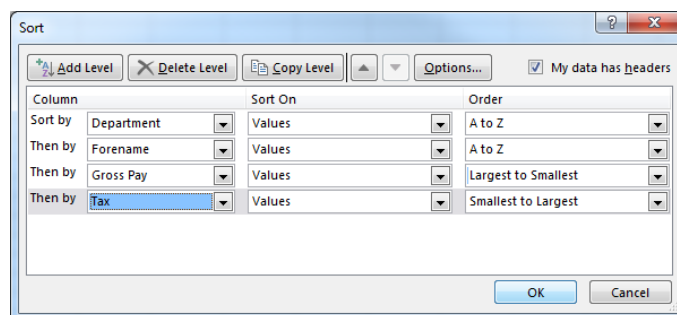 Sort
Add Level Delete Level Copy Level Options... My data has headers
Column Sort On Order
Sort by Department Values A to Z
Then by Forename Values A to Z
Then by Gross Pay Values Largest to Smallest
Then by Tax Values Smallest to Largest
OK Cancel